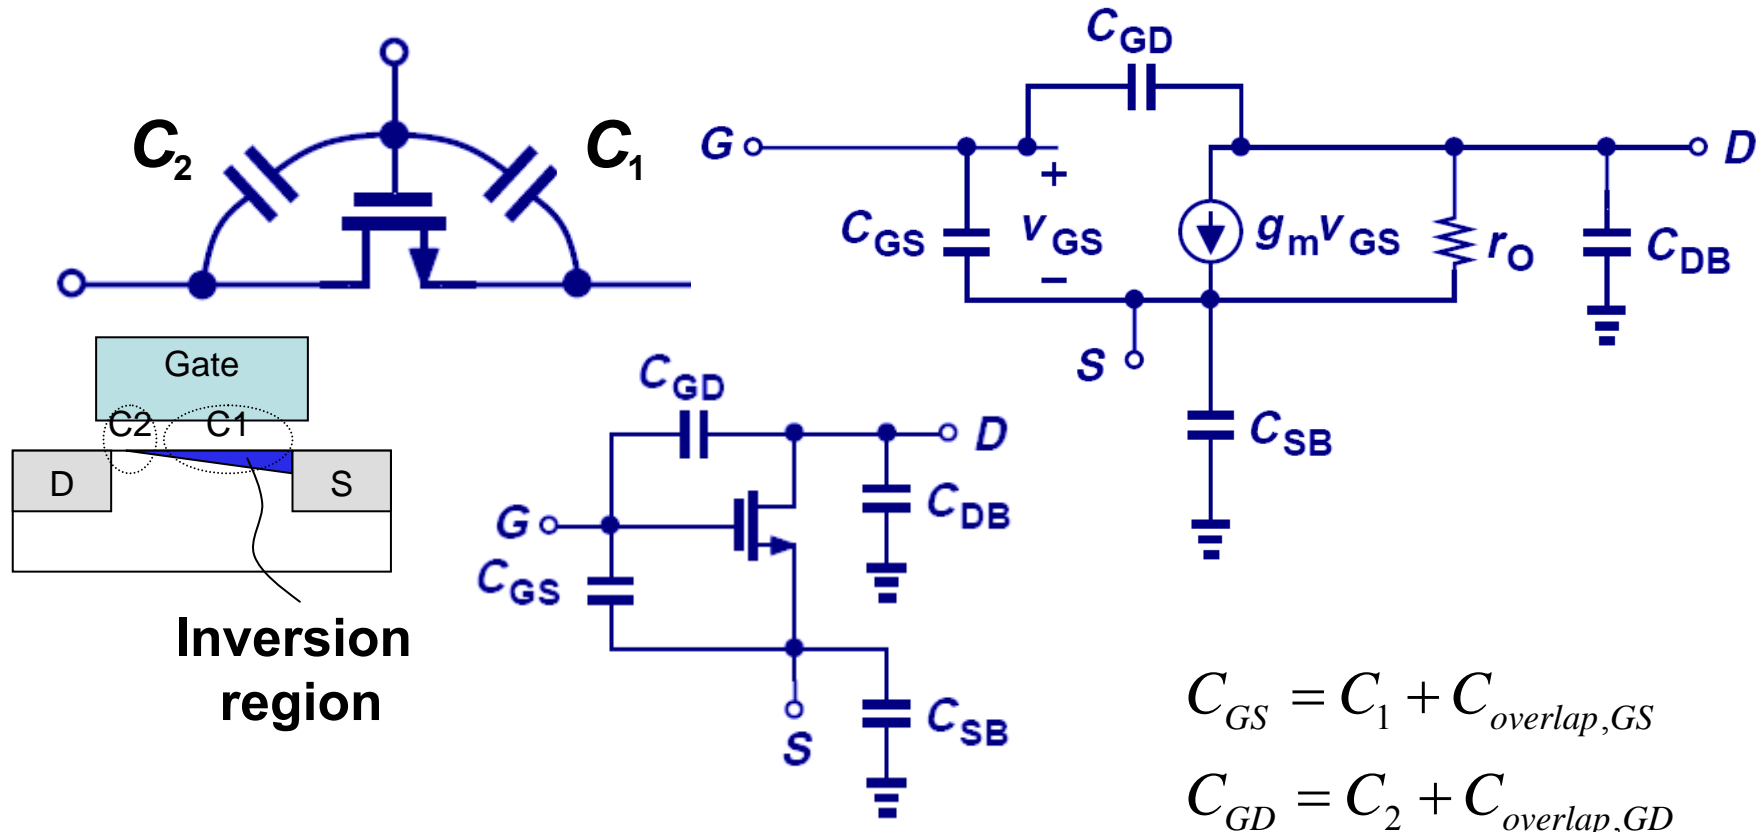 C2
C1
Gate
C2 C1
D
S
Inversion
region
CGD
G
D
+
CGS
vGS
−
gmvGS
rO
CDB
S
CSB
CGD
D
G
CDB
CGS
S
CSB
CGS = C1 + Coverlap,GS
CGD = C2 + Coverlap,GD